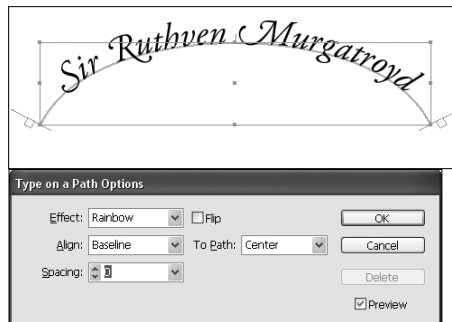 Sir Ruthven Murgatroyd
Type on a Path Options
Effect: Rainbow Flip OK
Align: Baseline To Path: Center Cancel
Spacing: 0 Delete
Preview